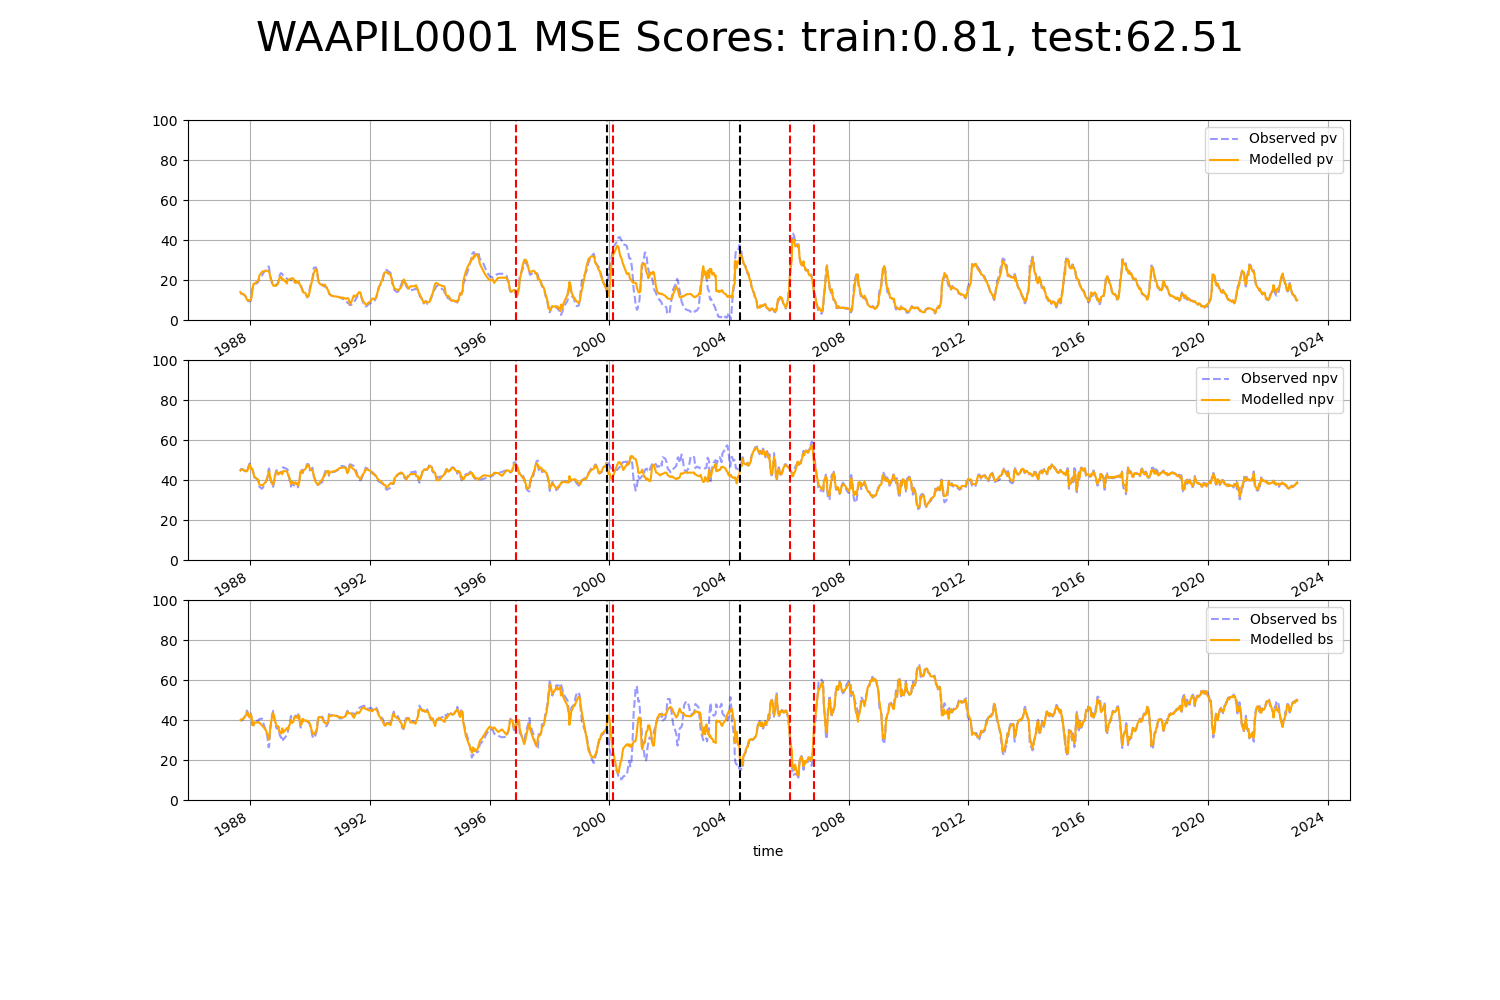 WAAPIL0001 MSE Scores: train:0.81, test:62.51
100
80
60
40
20
0
Observed pv
Modelled pv
1988 1992 1996 2000 2004 2008 2012 2016 2020 2024
100
80
60
40
20
0
Observed npv
Modelled npv
1988 1992 1996 2000 2004 2008 2012 2016 2020 2024
100
80
60
40
20
0
Observed bs
Modelled bs
1988 1992 1996 2000 2004 2008 2012 2016 2020 2024
time